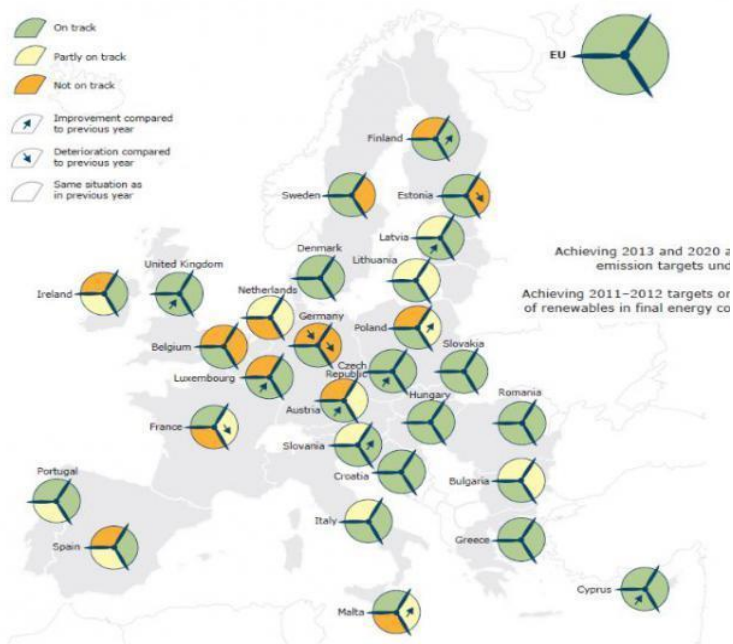 On track
Partly on track
Not on track
Improvement compared
to previous year
Deterioration compared
to previous year
Same situation as
in previous year
EU
Finland
Sweden
Estonia
Latvia
Denmark
Lithuania
Achieving 2013 and 2020 a
emission targets und
United Kingdom
Ireland
Netherlands
Achieving 2011–2012 targets on
of renewables in final energy co
Germany
Poland
Belgium
Slovakia
Czech
Republic
Luxembourg
Hungary
Romania
Austria
France
Slovania
Croatia
Portugal
Bulgaria
Italy
Greece
Spain
Cyprus
Malta